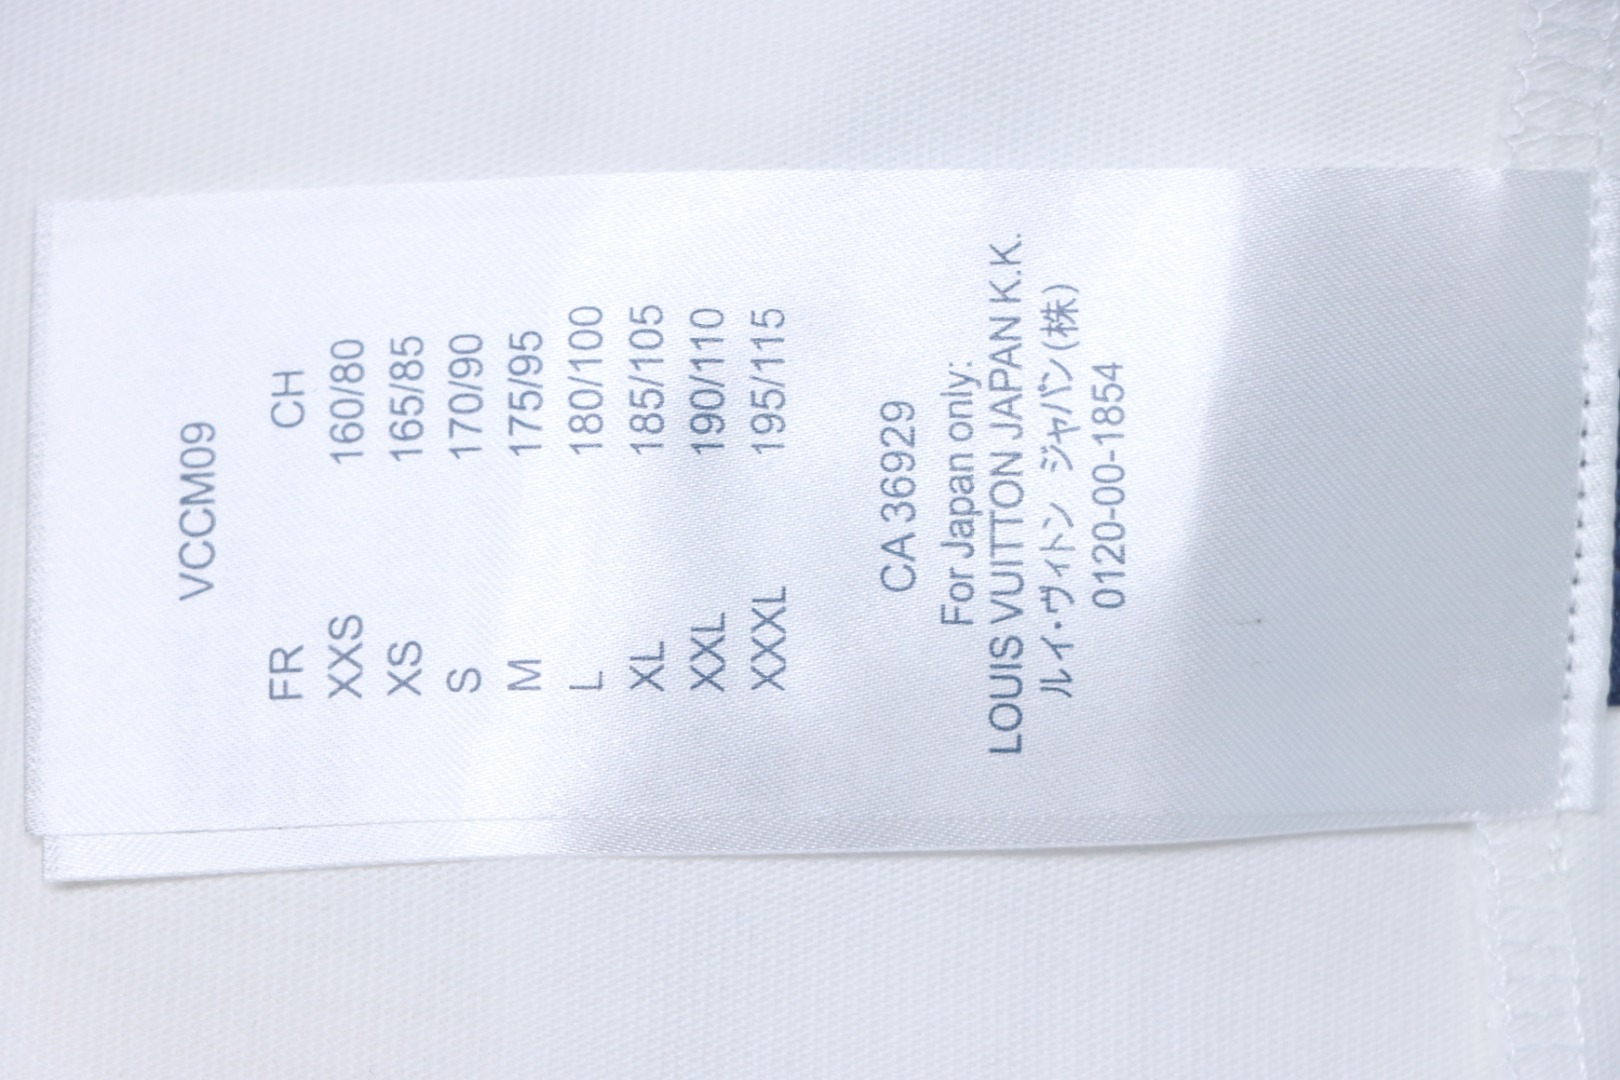 VCCM09
FR CH
XXS 160/80
XS 165/85
S 170/90
M 175/95
L 180/100
XL 185/105
XXL 190/110
XXXL 195/115
CA 36929
For Japan only:
LOUIS VUITTON JAPAN K.K.
ルイ・ヴィトン ジャパン(株)
0120-00-1854